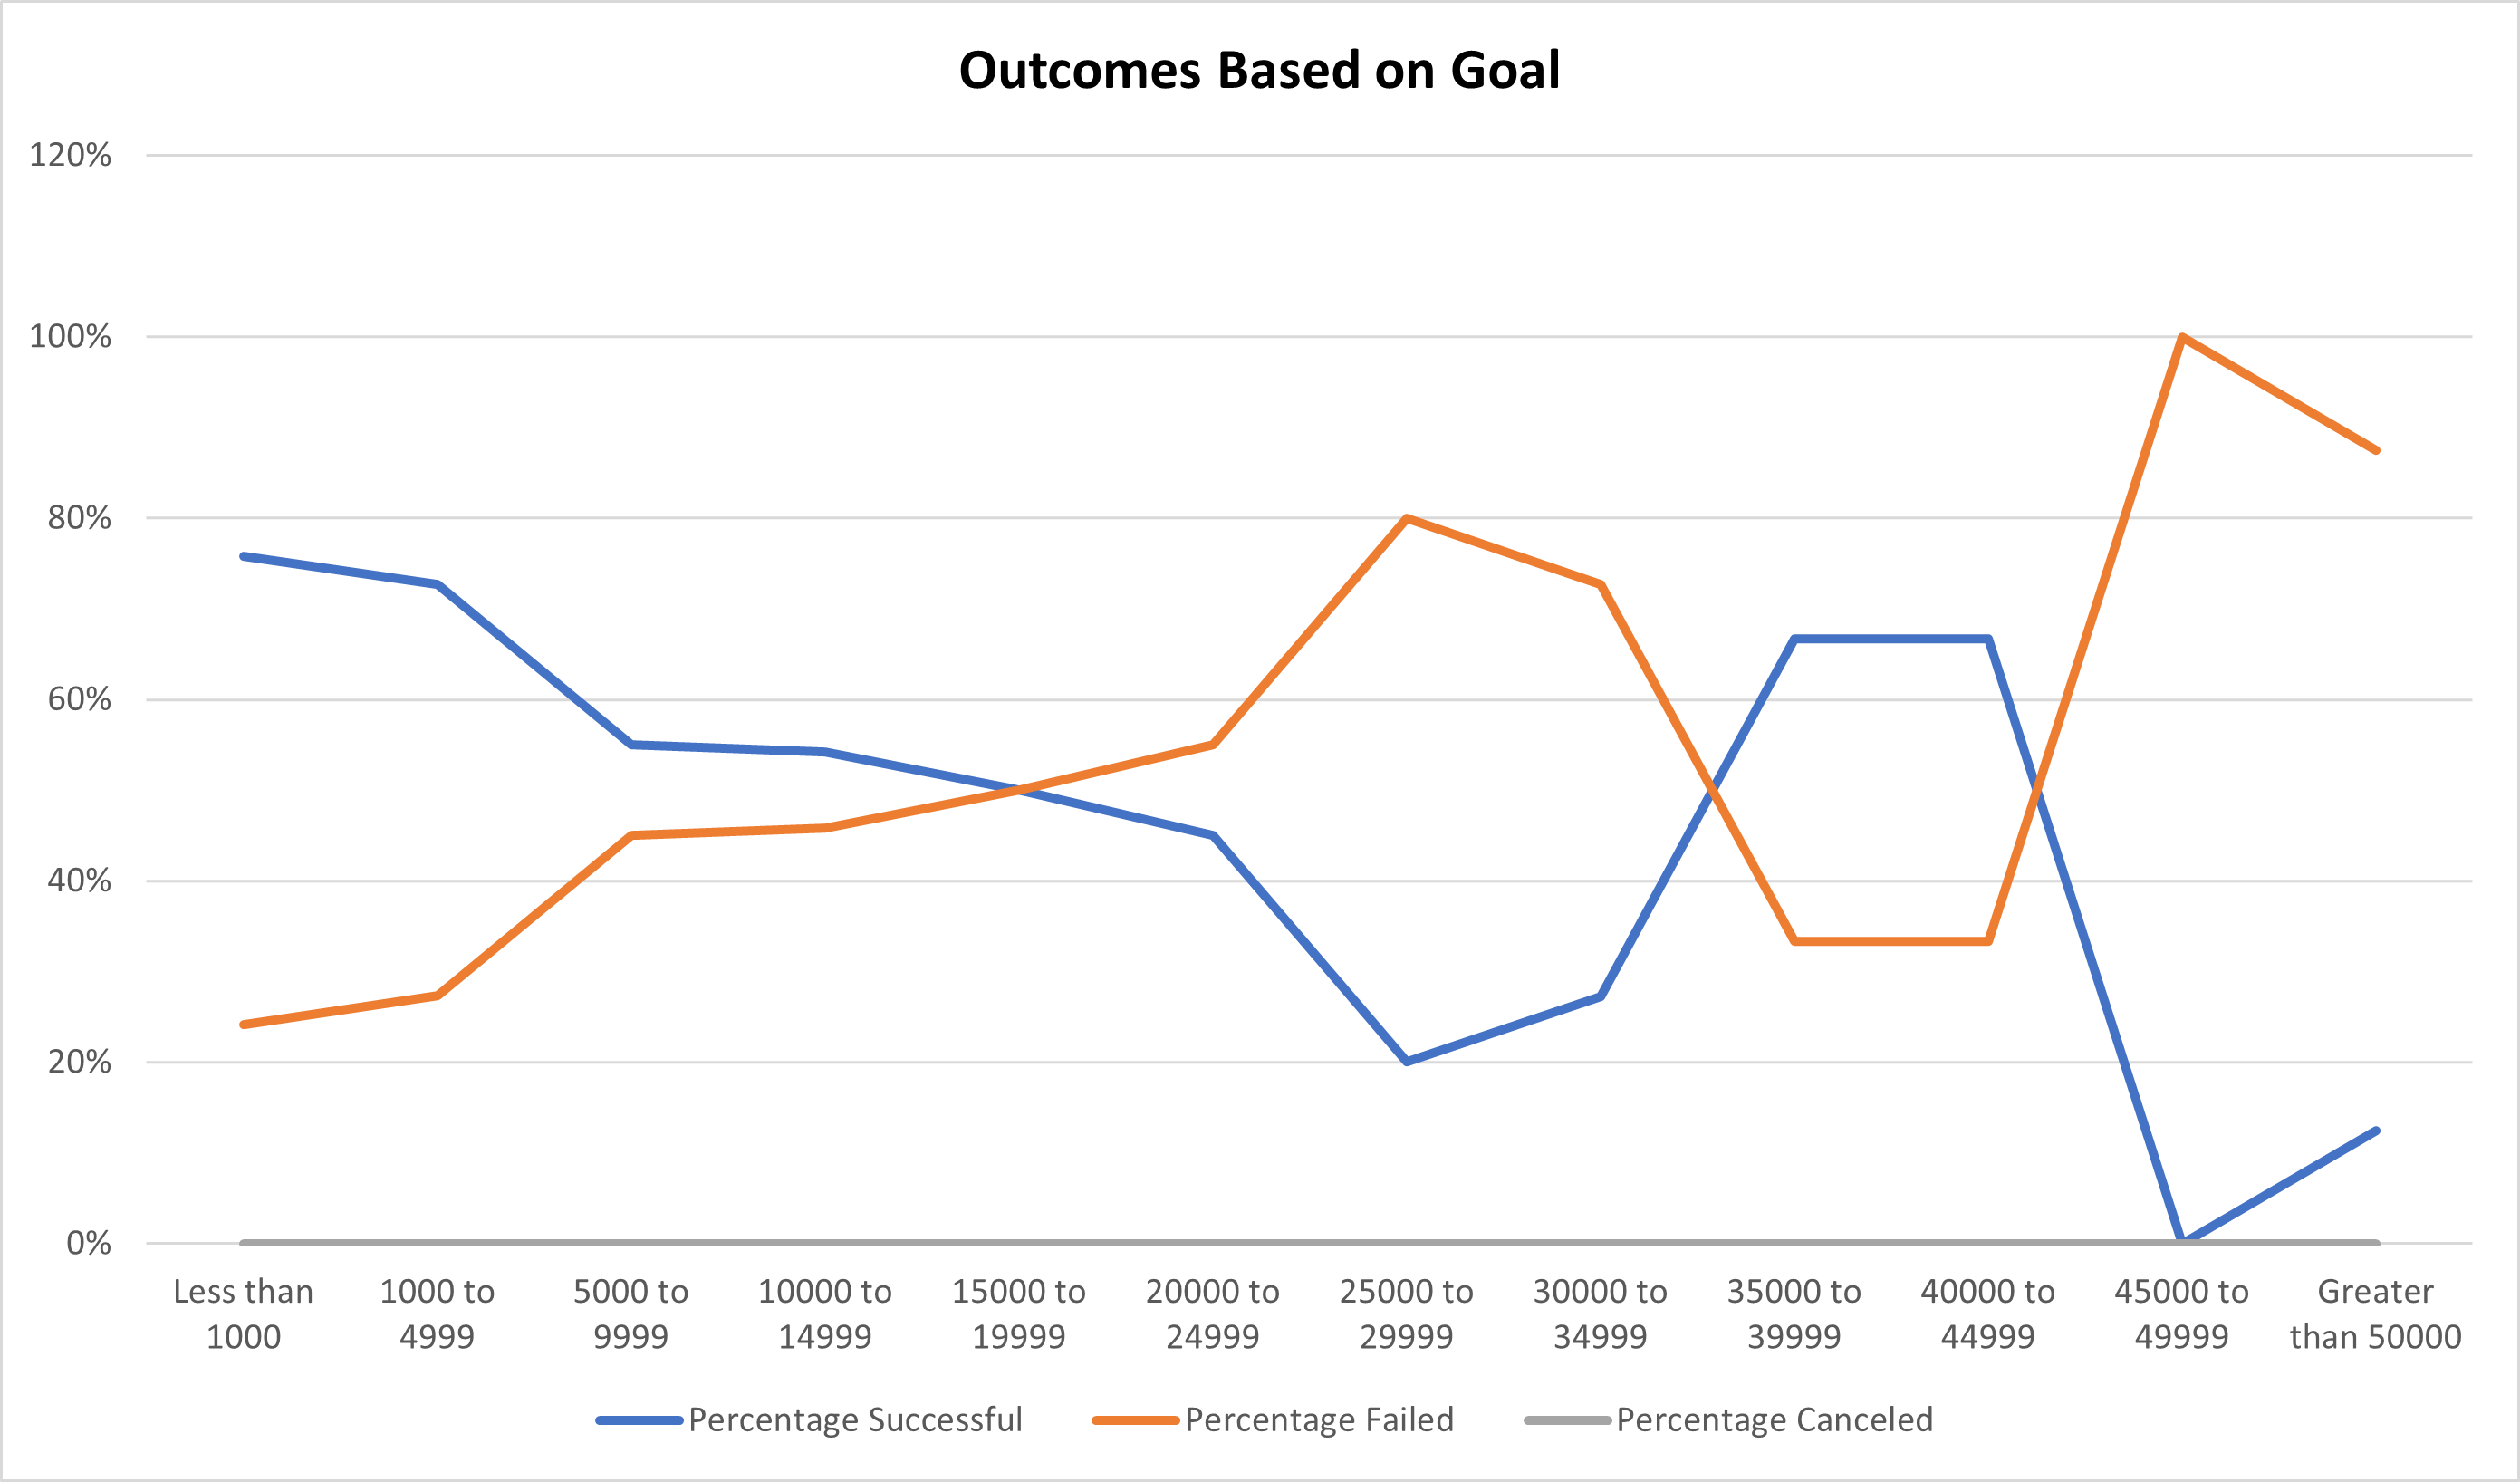 Outcomes Based on Goal
120%
100%
80%
60%
40%
20%
0%
Less than
1000
1000 to
4999
5000 to
9999
10000 to
14999
15000 to
19999
20000 to
24999
25000 to
29999
30000 to
34999
35000 to
39999
40000 to
44999
45000 to
49999
Greater
than 50000
Percentage Successful
Percentage Failed
Percentage Canceled